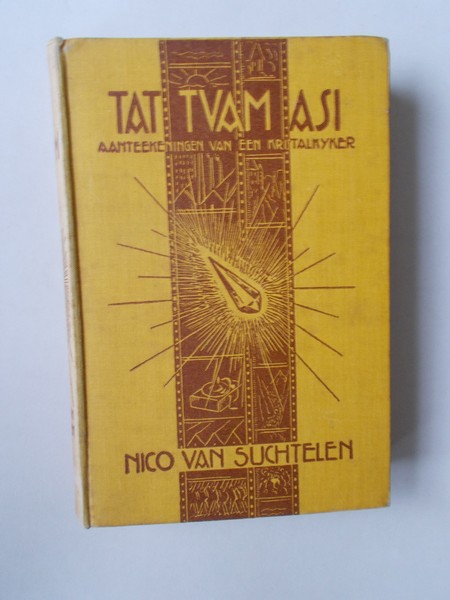 TAT TVAM ASI
AANTEEKENINGEN VAN EEN KRISTALKYKER
NICO VAN SUCHTELEN